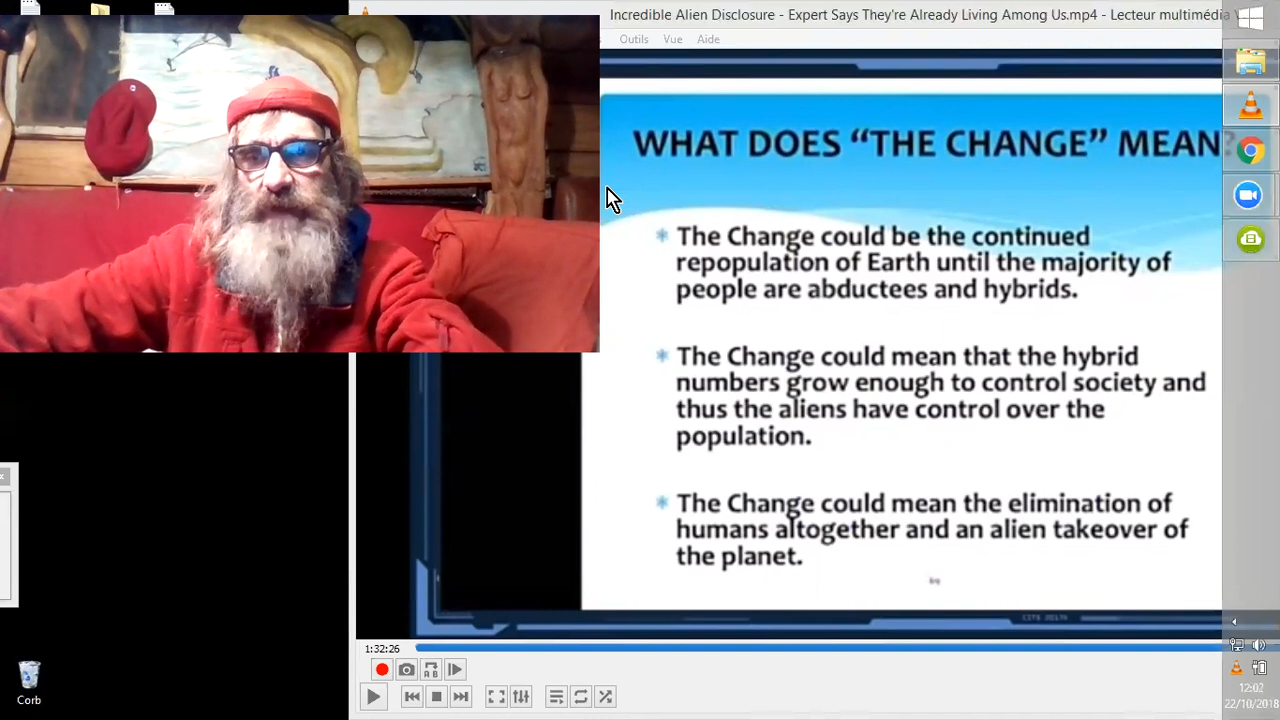 Incredible Alien Disclosure - Expert Says They're Already Living Among Us.mp4 - Lecteur multimédia
Outils Vue Aide
WHAT DOES “THE CHANGE” MEAN?
The Change could be the continued
repopulation of Earth until the majority of
people are abductees and hybrids.
The Change could mean that the hybrid
numbers grow enough to control society and
thus the aliens have control over the
population.
The Change could mean the elimination of
humans altogether and an alien takeover of
the planet.
1:32:26
Corb
12:02
22/10/2018